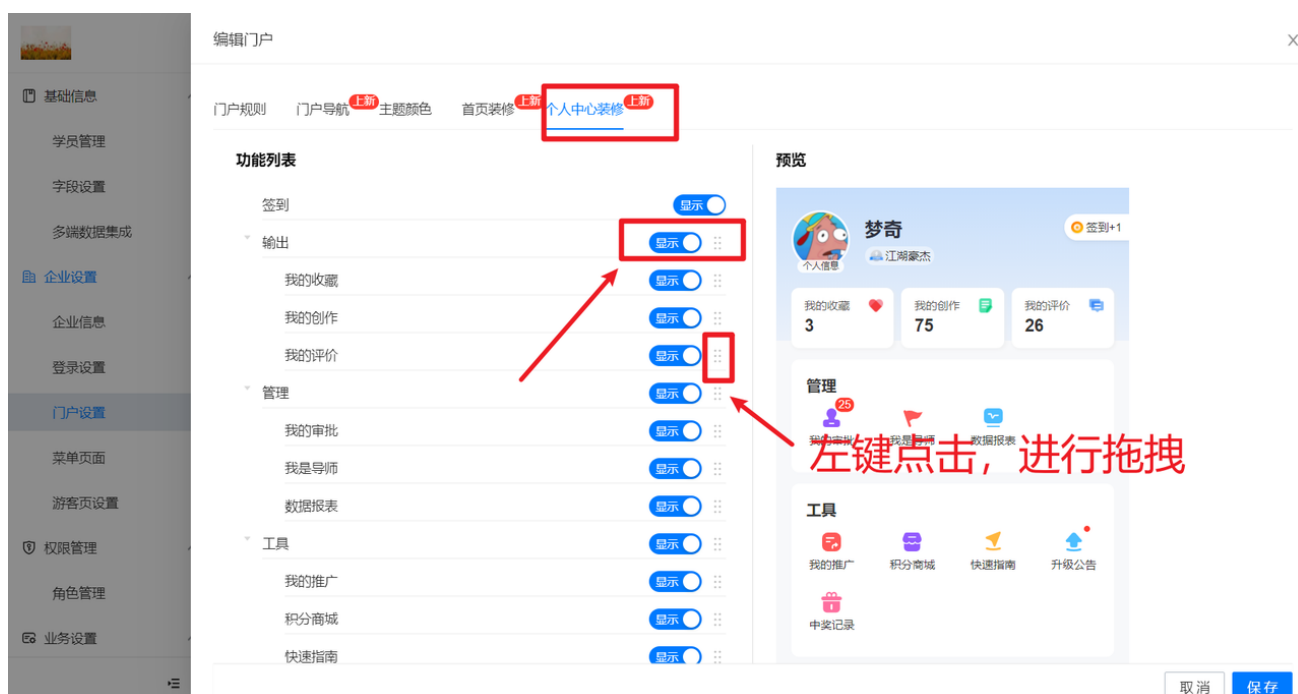 编辑门户
X
基础信息
学员管理
字段设置
多端数据集成
企业设置
企业信息
登录设置
门户设置
菜单页面
游客页设置
权限管理
角色管理
业务设置
门户规则 门户导航 上新 主题颜色 首页装修 上新 个人中心装修 上新
功能列表
签到 显示
输出 显示
我的收藏 显示
我的创作 显示
我的评价 显示
管理 显示
我的审批 显示
我是导师 显示
数据报表 显示
工具 显示
我的推广 显示
积分商城 显示
快速指南 显示
预览
梦奇
签到+1
江湖豪杰
个人信息
我的收藏 我的创作 我的评价
3 75 26
管理
25
我的审批 我是导师 数据报表
左键点击，进行拖拽
工具
我的推广 积分商城 快速指南 升级公告
中奖记录
取消 保存